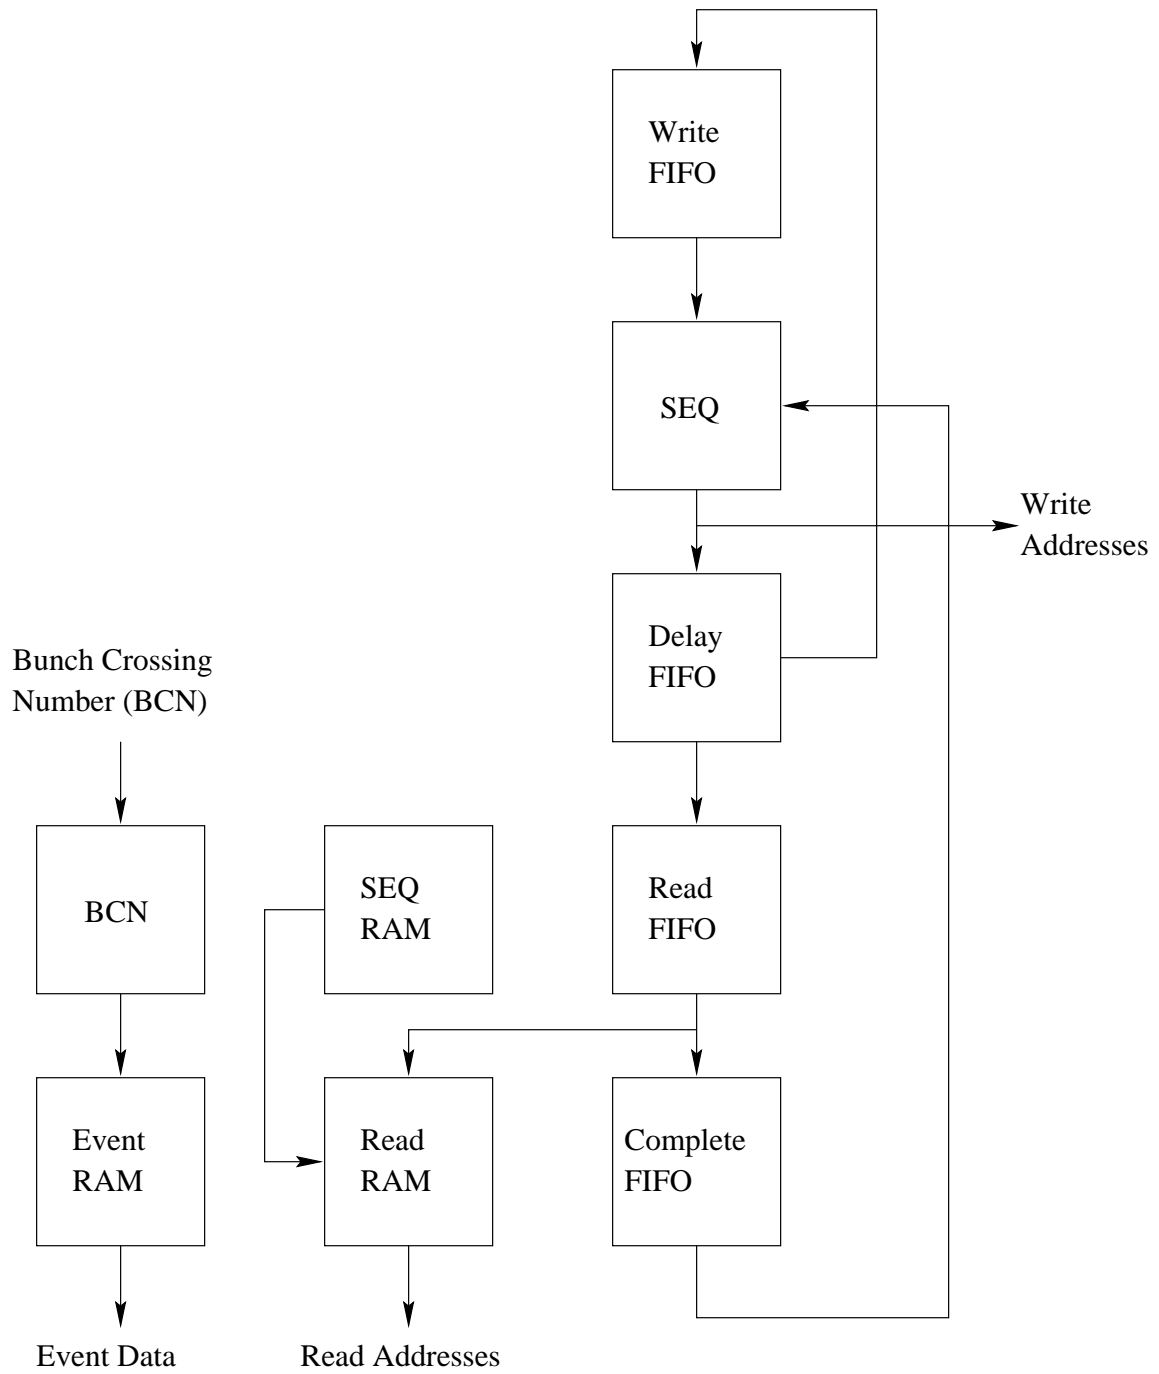 Write
FIFO
SEQ
Write
Addresses
Delay
FIFO
Bunch Crossing
Number (BCN)
BCN
SEQ
RAM
Read
FIFO
Event
RAM
Read
RAM
Complete
FIFO
Event Data
Read Addresses